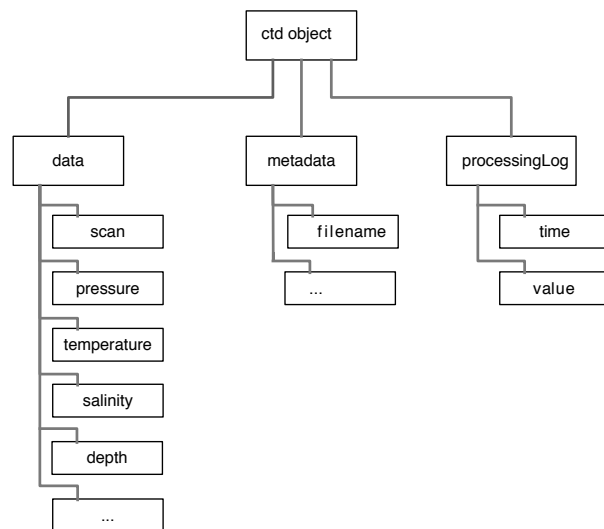 ctd object
data
metadata
processingLog
scan
filename
time
pressure
...
value
temperature
salinity
depth
...